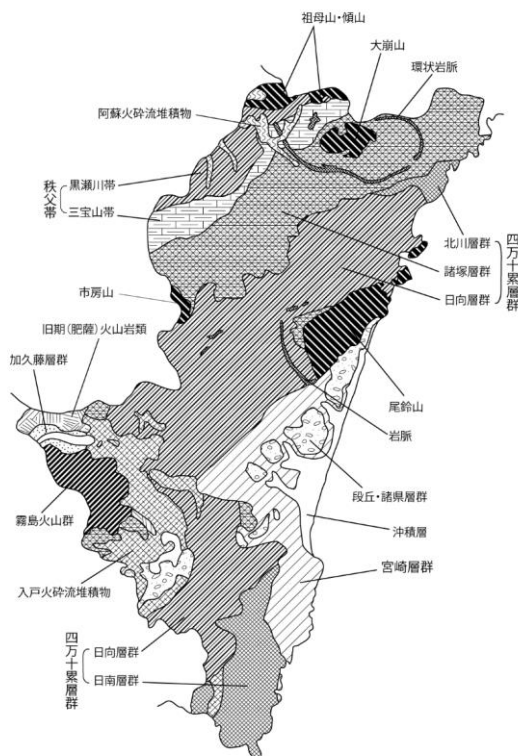 祖母山・傾山
大崩山
環状岩脈
阿蘇火砕流堆積物
秩父帯
黒瀬川帯
三宝山帯
北川層群
諸塚層群
日向層群
四万十累層群
市房山
旧期(肥薩)火山岩類
加久藤層群
尾鈴山
岩脈
段丘・諸県層群
霧島火山群
沖積層
宮崎層群
入戸火砕流堆積物
四万十累層群
日向層群
日南層群